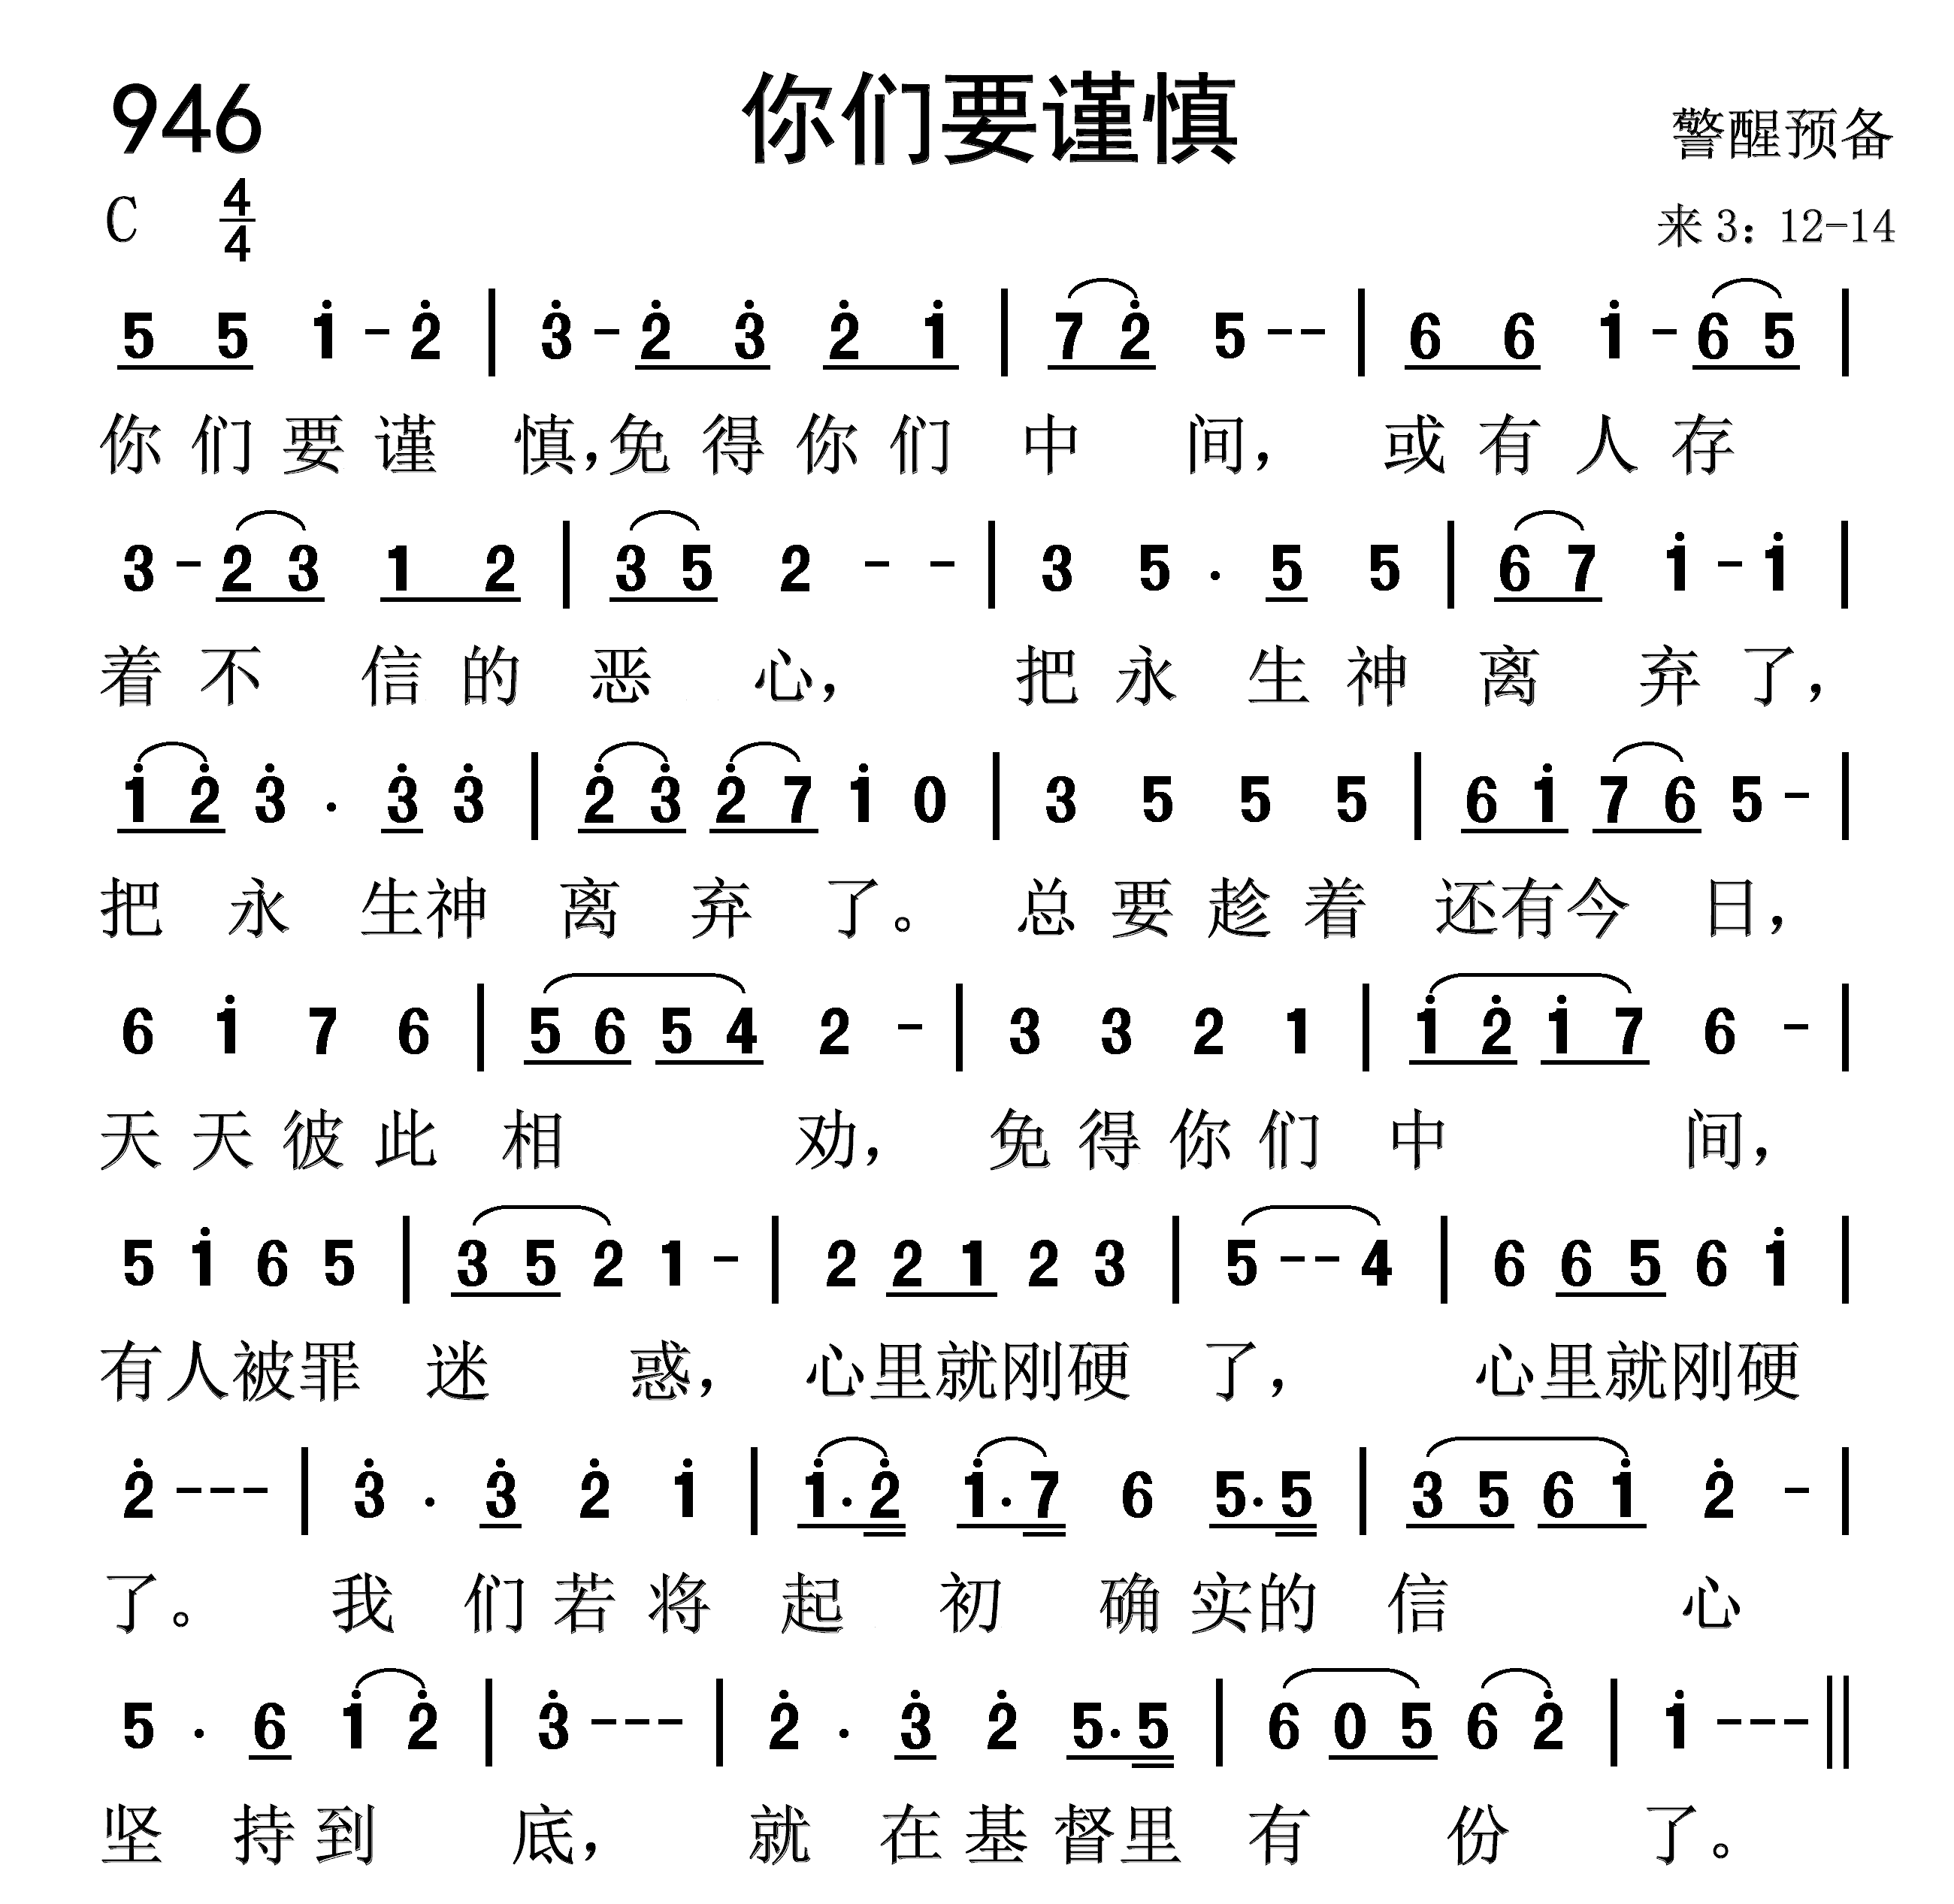 946 你们要谨慎 警醒预备
C 4/4 来 3：12-14
5 5 1̇ - 2̇ | 3̇ - 2̇ 3̇ 2̇ 1̇ | 7 2̇ 5 - - | 6 6 1̇ - 6 5 |
你们要谨慎，免得你们中间，或有人存
3 - 2 3 1 2 | 3 5 2 - - | 3 5 · 5 5 | 6 7 1̇ - 1̇ |
着不信的恶心，把永生神离弃了，
1̇ 2̇ 3̇ · 3̇ 3̇ | 2̇ 3̇ 2̇ 7 1̇ 0 | 3 5 5 5 | 6 1̇ 7 6 5 - |
把永生神离弃了。总要趁着还有今日，
6 1̇ 7 6 | 5 6 5 4 2 - | 3 3 2 1 | 1̇ 2̇ 1̇ 7 6 - |
天天彼此相劝，免得你们中间，
5 1̇ 6 5 | 3 5 2 1 - | 2 2 1 2 3 | 5 - - 4 | 6 6 5 6 1̇ |
有人被罪迷惑，心里就刚硬了，心里就刚硬
2̇ - - - | 3̇ · 3̇ 2̇ 1̇ | 1̇ · 2̇ 1̇ · 7 6 5 · 5 | 3 5 6 1̇ 2̇ - |
了。我们若将起初确实的信心
5 · 6 1̇ 2̇ | 3̇ - - - | 2̇ · 3̇ 2̇ 5 · 5 | 6 0 5 6 2̇ | 1̇ - - - ‖
坚持到底，就在基督里有份了。